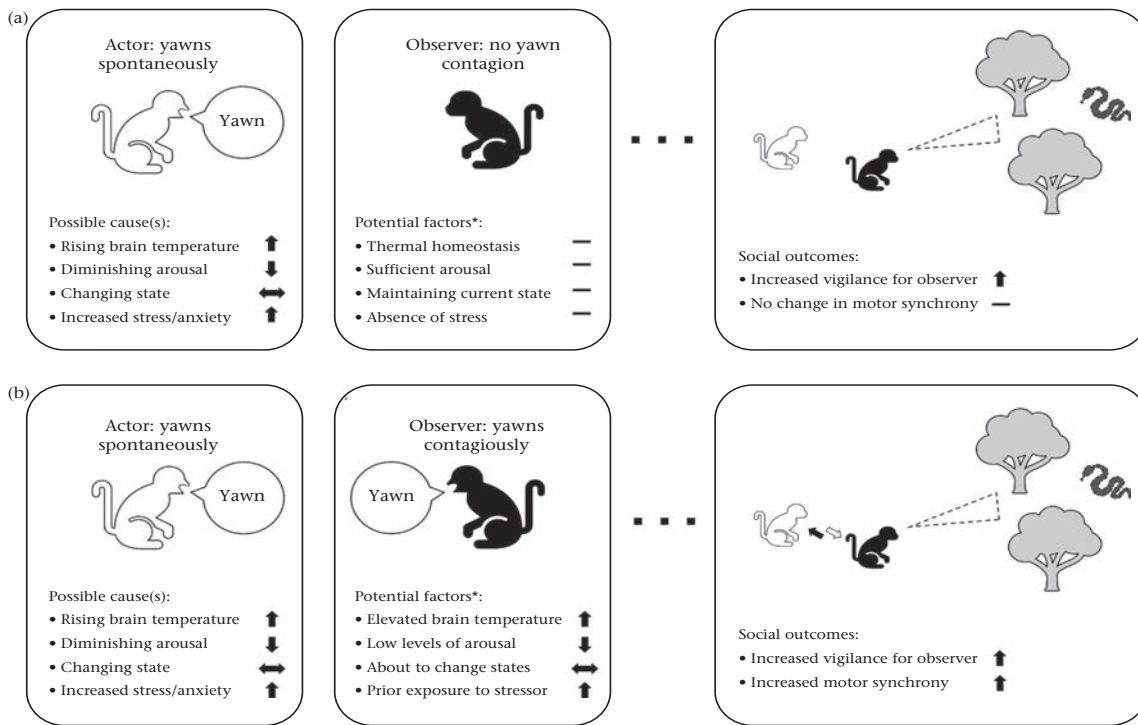 (a)
Actor: yawns
spontaneously
Yawn
Possible cause(s):
• Rising brain temperature
• Diminishing arousal
• Changing state
• Increased stress/anxiety
Observer: no yawn
contagion
Potential factors*:
• Thermal homeostasis
• Sufficient arousal
• Maintaining current state
• Absence of stress
Social outcomes:
• Increased vigilance for observer
• No change in motor synchrony
(b)
Actor: yawns
spontaneously
Yawn
Possible cause(s):
• Rising brain temperature
• Diminishing arousal
• Changing state
• Increased stress/anxiety
Observer: yawns
contagiously
Yawn
Potential factors*:
• Elevated brain temperature
• Low levels of arousal
• About to change states
• Prior exposure to stressor
Social outcomes:
• Increased vigilance for observer
• Increased motor synchrony